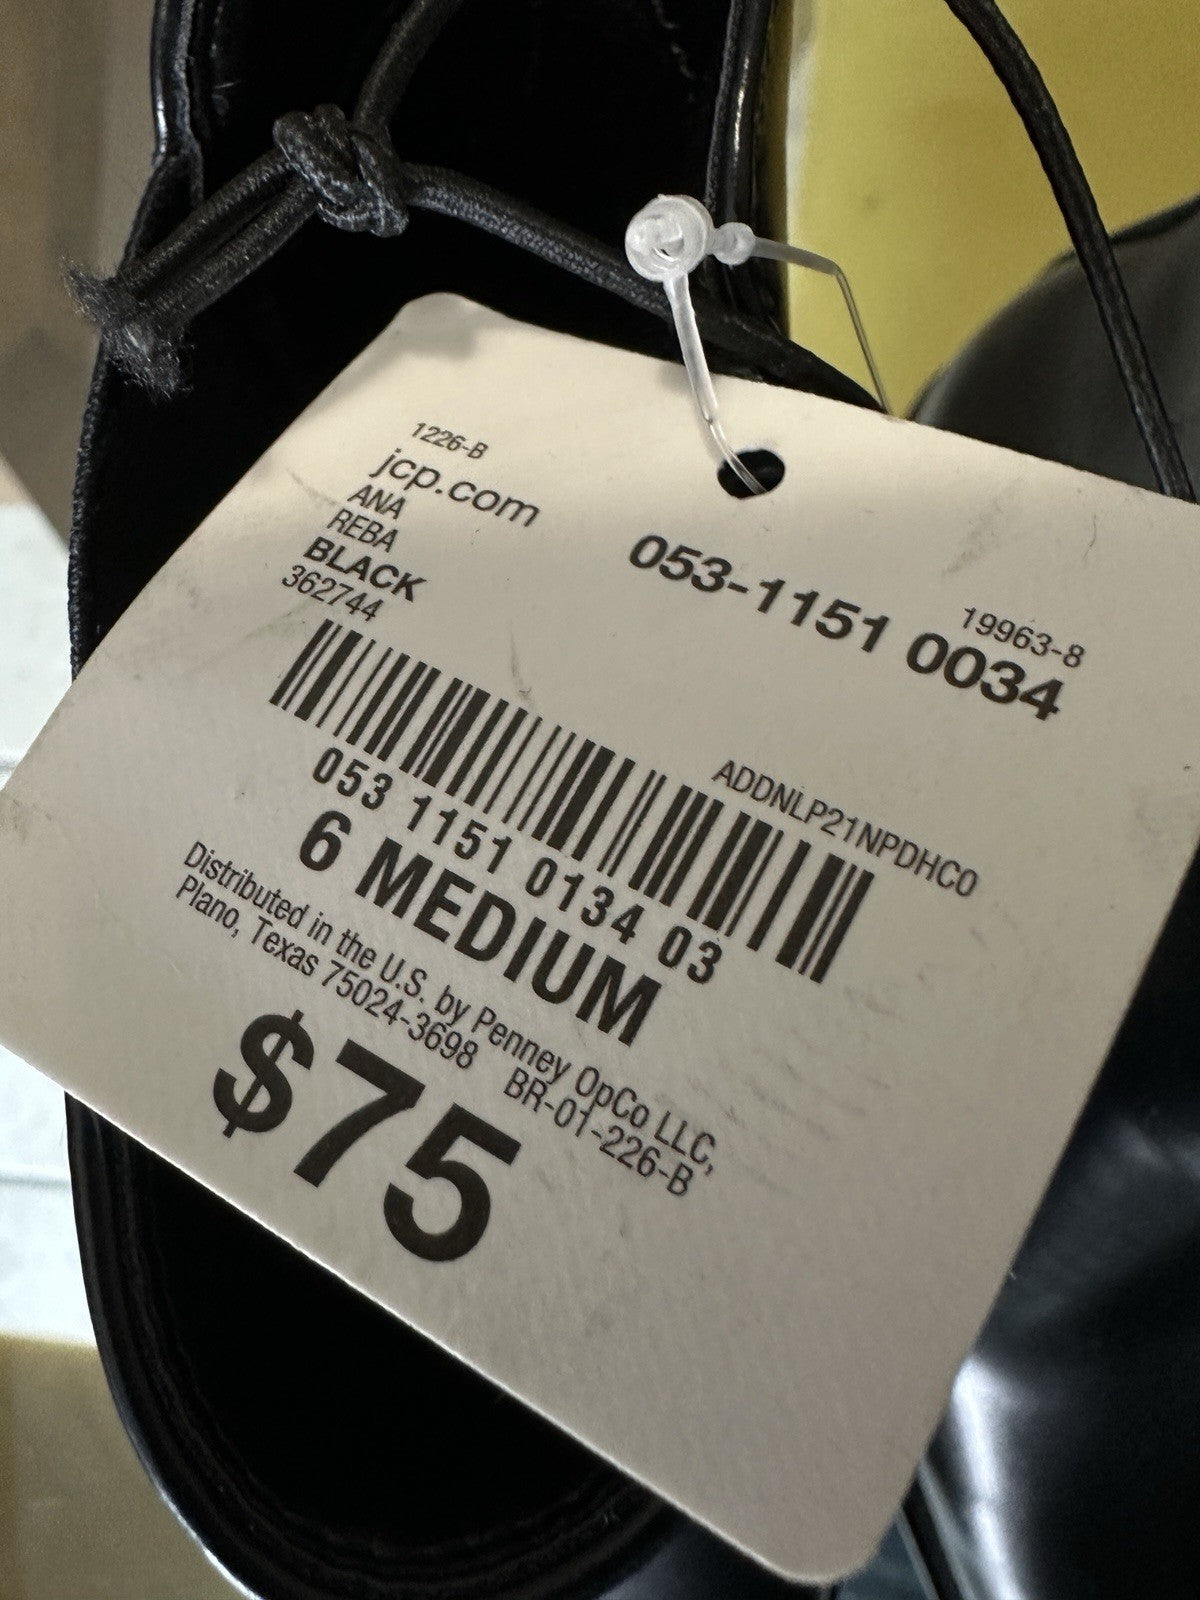 1226-B
jcp.com
ANA
REBA
BLACK
362744
19963-8
053-1151 0034
ADDNLP21NPDHC0
053 1151 0134 03
6 MEDIUM
Distributed in the U.S. by Penney OpCo LLC,
Plano, Texas 75024-3698 BR-01-226-B
$75